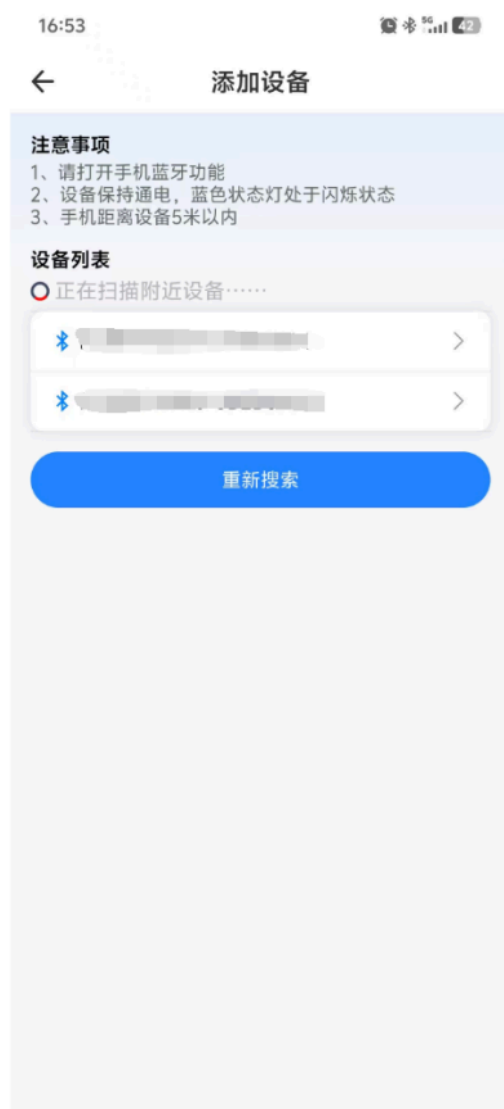 16:53
5G
42
添加设备
注意事项
1、请打开手机蓝牙功能
2、设备保持通电，蓝色状态灯处于闪烁状态
3、手机距离设备5米以内
设备列表
正在扫描附近设备……
重新搜索